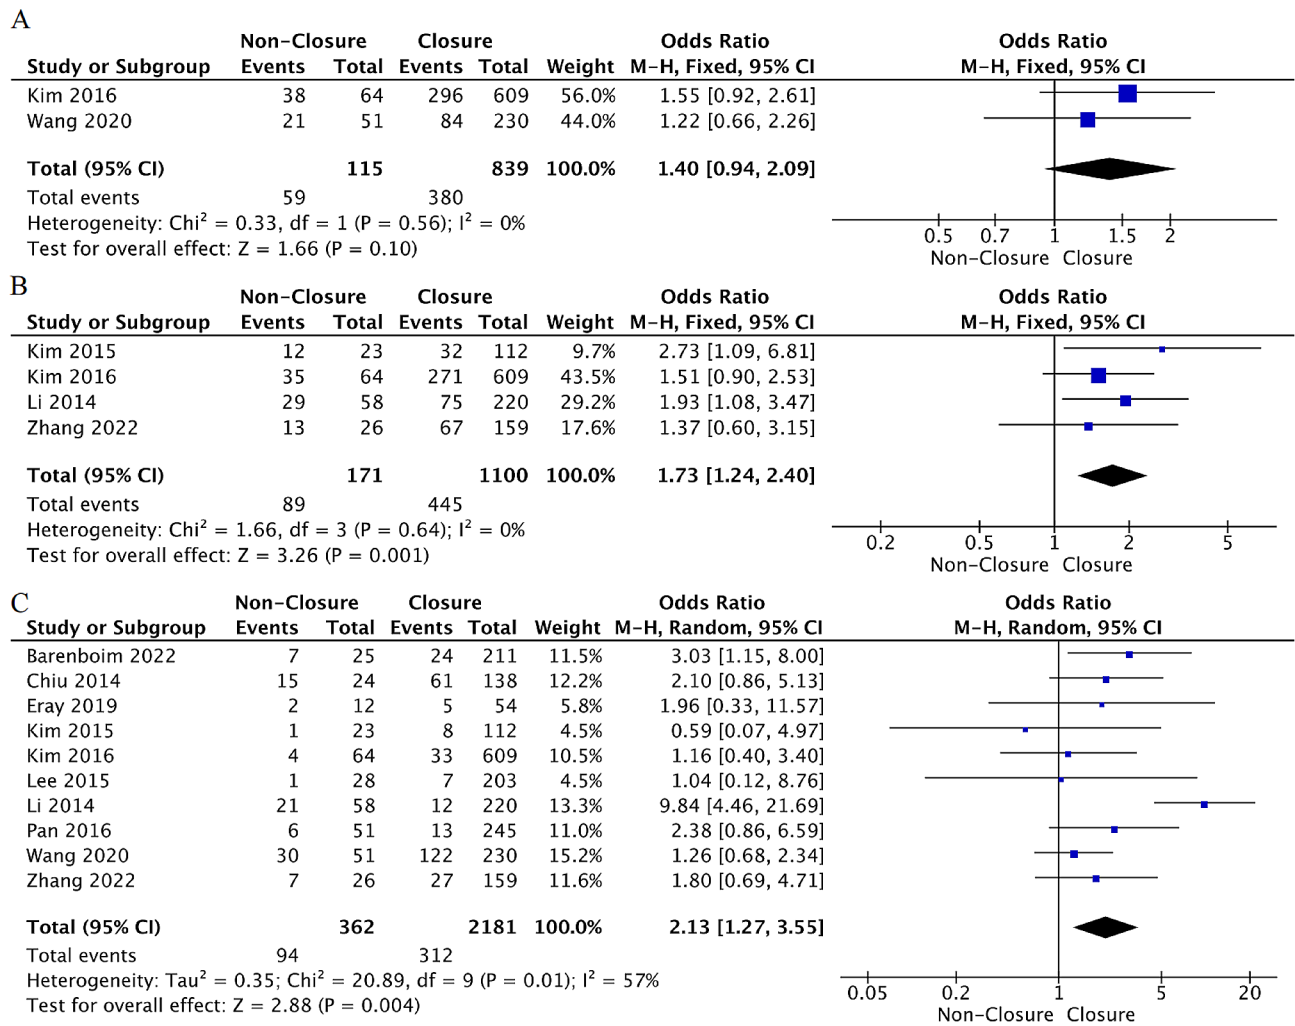 A
Non-Closure Closure Odds Ratio Odds Ratio
Study or Subgroup Events Total Events Total Weight M-H, Fixed, 95% CI M-H, Fixed, 95% CI
Kim 2016 38 64 296 609 56.0% 1.55 [0.92, 2.61]
Wang 2020 21 51 84 230 44.0% 1.22 [0.66, 2.26]
Total (95% CI) 115 839 100.0% 1.40 [0.94, 2.09]
Total events 59 380
Heterogeneity: Chi² = 0.33, df = 1 (P = 0.56); I² = 0%
Test for overall effect: Z = 1.66 (P = 0.10)
0.5 0.7 1 1.5 2
Non-Closure Closure
B
Non-Closure Closure Odds Ratio Odds Ratio
Study or Subgroup Events Total Events Total Weight M-H, Fixed, 95% CI M-H, Fixed, 95% CI
Kim 2015 12 23 32 112 9.7% 2.73 [1.09, 6.81]
Kim 2016 35 64 271 609 43.5% 1.51 [0.90, 2.53]
Li 2014 29 58 75 220 29.2% 1.93 [1.08, 3.47]
Zhang 2022 13 26 67 159 17.6% 1.37 [0.60, 3.15]
Total (95% CI) 171 1100 100.0% 1.73 [1.24, 2.40]
Total events 89 445
Heterogeneity: Chi² = 1.66, df = 3 (P = 0.64); I² = 0%
Test for overall effect: Z = 3.26 (P = 0.001)
0.2 0.5 1 2 5
Non-Closure Closure
C
Non-Closure Closure Odds Ratio Odds Ratio
Study or Subgroup Events Total Events Total Weight M-H, Random, 95% CI M-H, Random, 95% CI
Barenboim 2022 7 25 24 211 11.5% 3.03 [1.15, 8.00]
Chiu 2014 15 24 61 138 12.2% 2.10 [0.86, 5.13]
Eray 2019 2 12 5 54 5.8% 1.96 [0.33, 11.57]
Kim 2015 1 23 8 112 4.5% 0.59 [0.07, 4.97]
Kim 2016 4 64 33 609 10.5% 1.16 [0.40, 3.40]
Lee 2015 1 28 7 203 4.5% 1.04 [0.12, 8.76]
Li 2014 21 58 12 220 13.3% 9.84 [4.46, 21.69]
Pan 2016 6 51 13 245 11.0% 2.38 [0.86, 6.59]
Wang 2020 30 51 122 230 15.2% 1.26 [0.68, 2.34]
Zhang 2022 7 26 27 159 11.6% 1.80 [0.69, 4.71]
Total (95% CI) 362 2181 100.0% 2.13 [1.27, 3.55]
Total events 94 312
Heterogeneity: Tau² = 0.35; Chi² = 20.89, df = 9 (P = 0.01); I² = 57%
Test for overall effect: Z = 2.88 (P = 0.004)
0.05 0.2 1 5 20
Non-Closure Closure